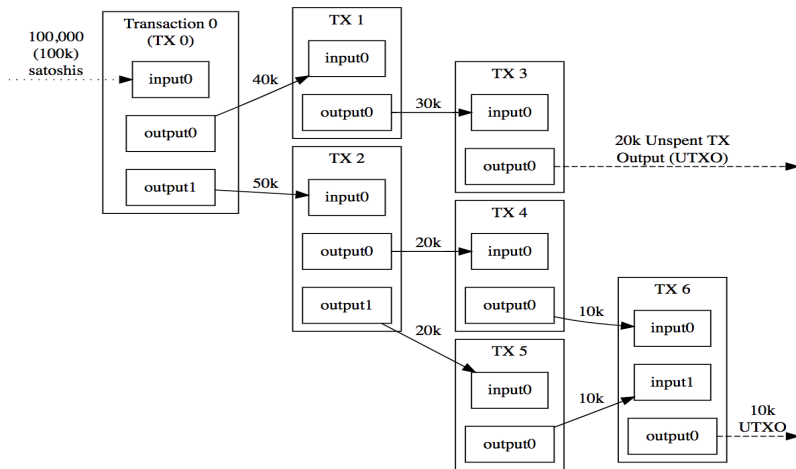 100,000
(100k)
satoshis
Transaction 0
(TX 0)
input0
output0
output1
40k
50k
TX 1
input0
output0
30k
TX 2
input0
output0
output1
20k
20k
TX 3
input0
output0
20k Unspent TX
Output (UTXO)
TX 4
input0
output0
10k
TX 5
input0
output0
10k
TX 6
input0
input1
output0
10k
UTXO